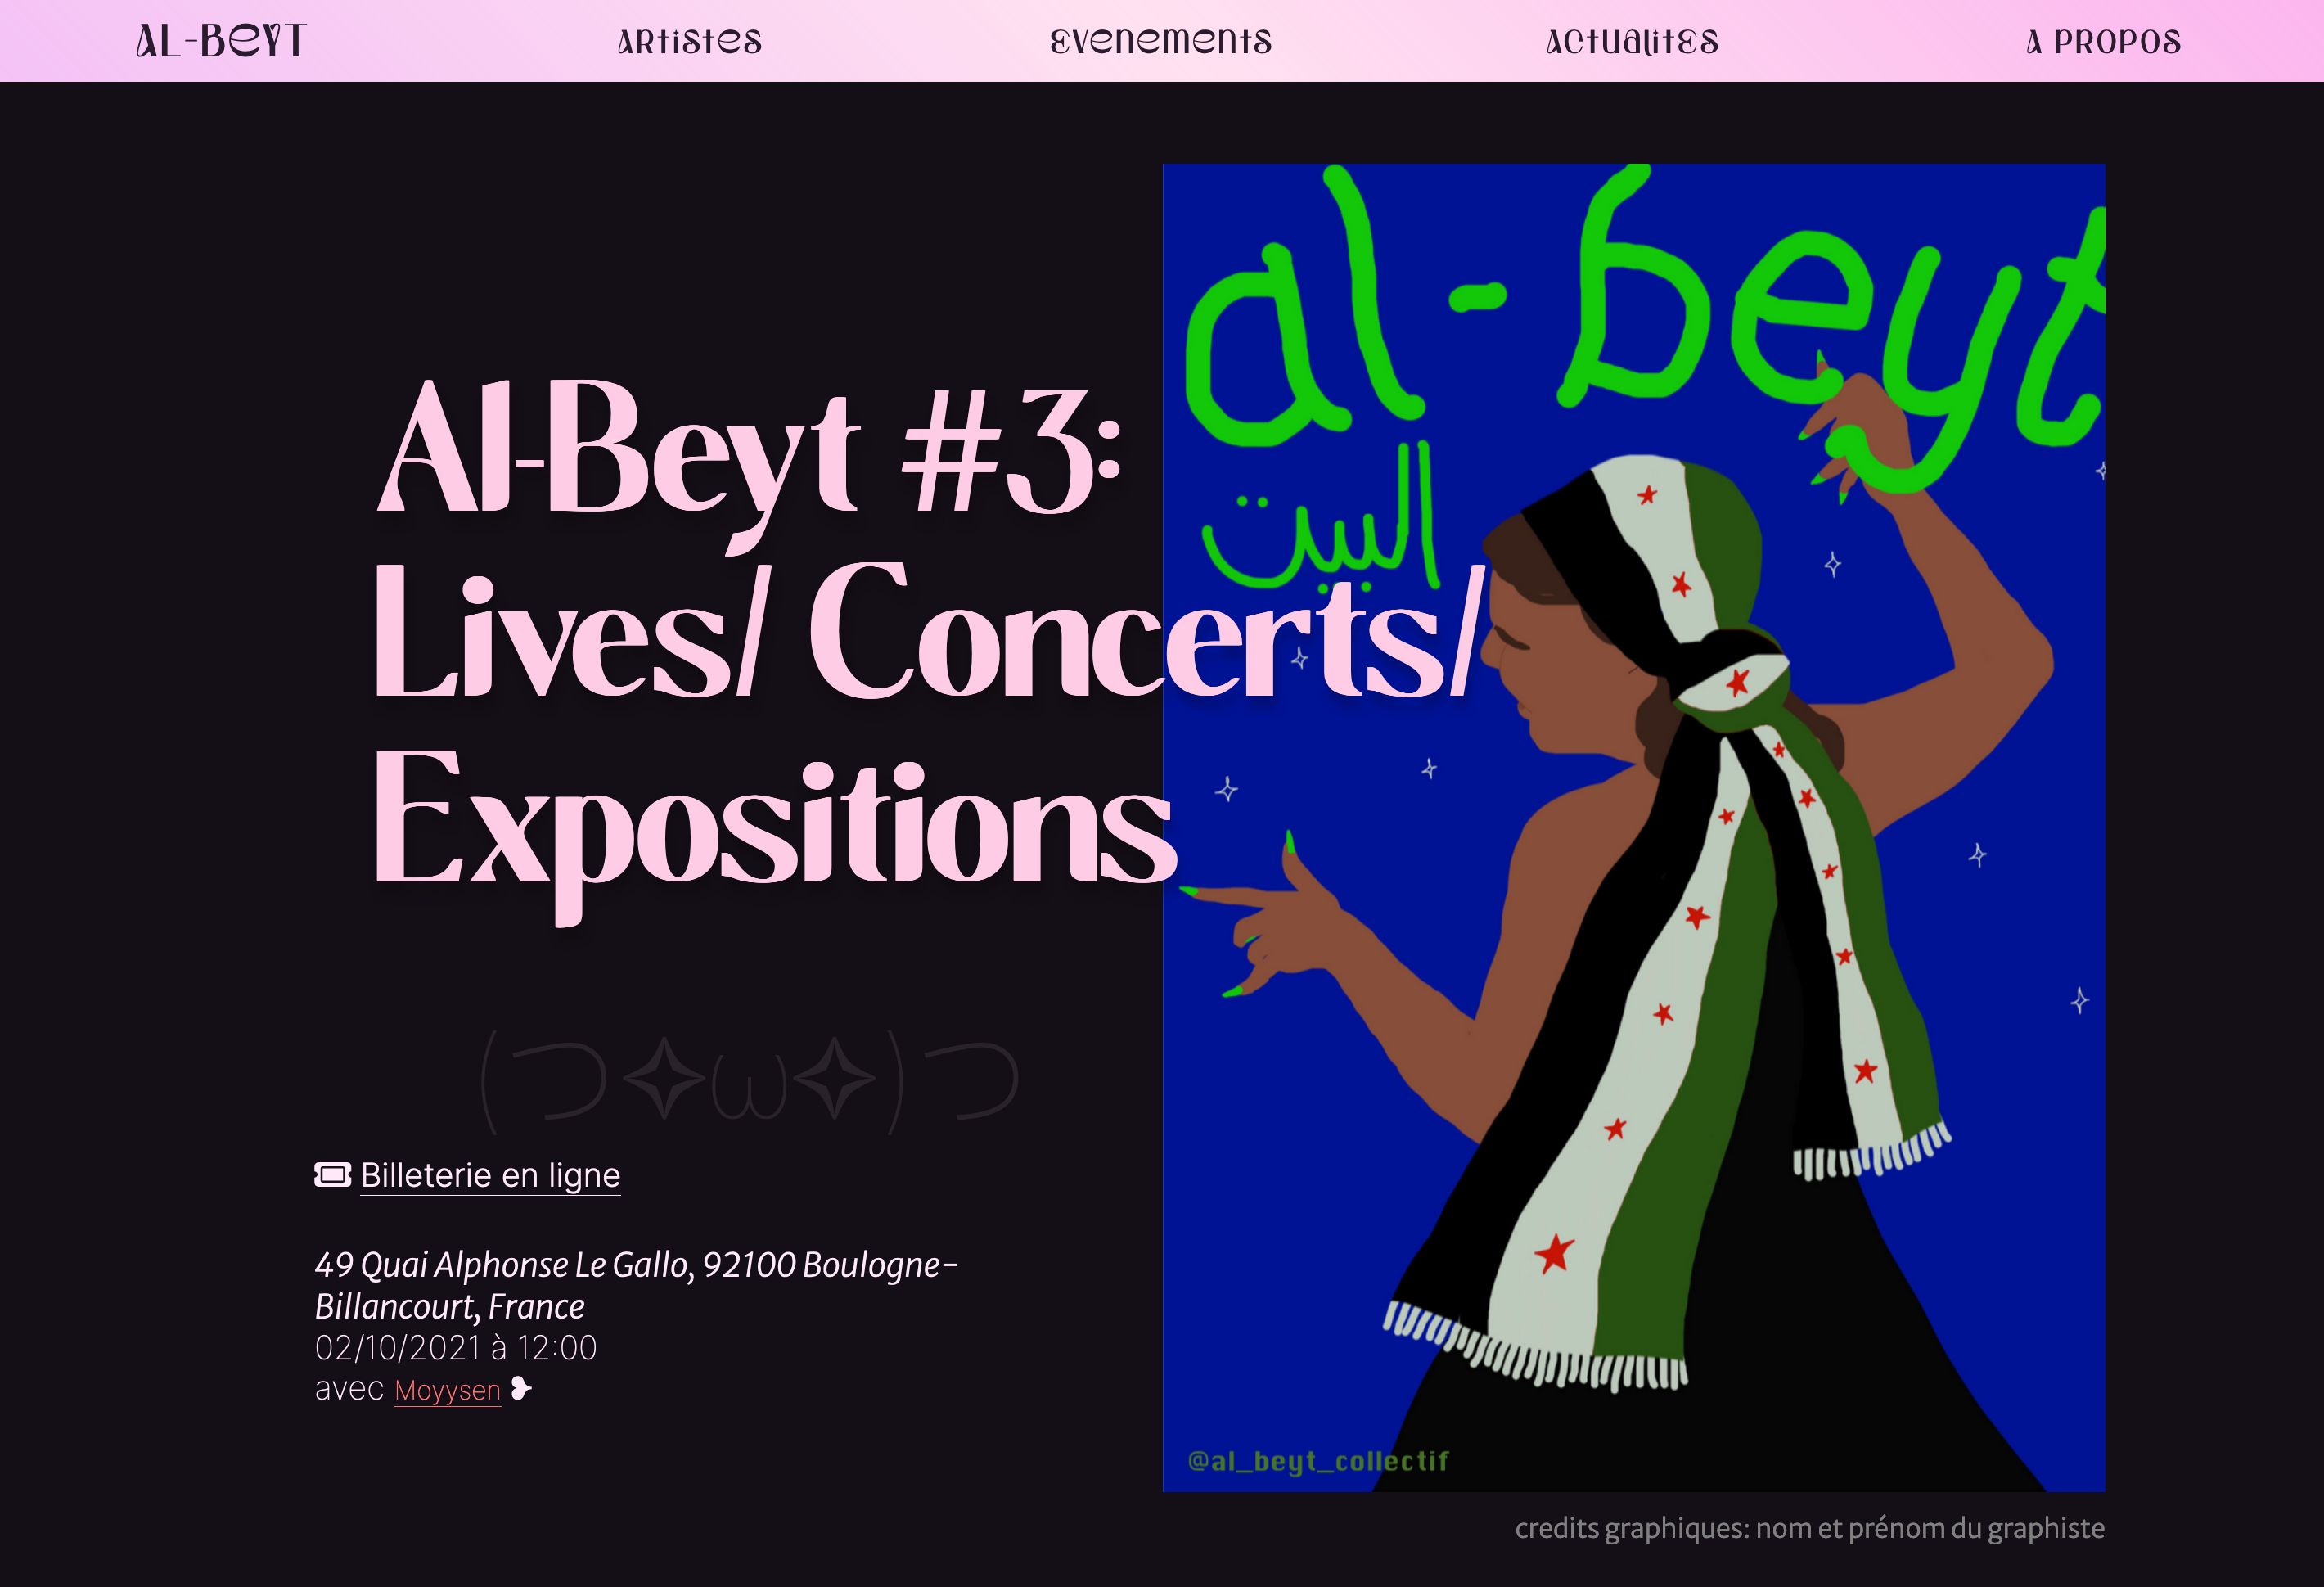 AL-BEYT
ARtiStES
EVENEMENtS
ACtUALitES
A PROPOS
al-beyt
البيت
Al-Beyt #3:
Lives/ Concerts/
Expositions
(つ✧ω✧)つ
Billeterie en ligne
49 Quai Alphonse Le Gallo, 92100 Boulogne-
Billancourt, France
02/10/2021 à 12:00
avec Moyysen ❥
@al_beyt_collectif
credits graphiques: nom et prénom du graphiste